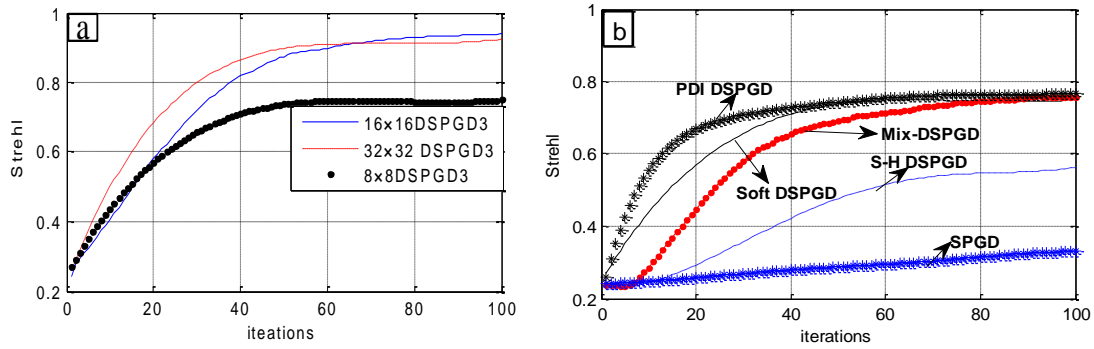 a
1
0.8
0.6
0.4
0.2
0 20 40 60 80 100
Strehl
iteations
16×16DSPGD3
32×32 DSPGD3
8×8DSPGD3
b
1
0.8
0.6
0.4
0.2
0 20 40 60 80 100
Strehl
iterations
PDI DSPGD
Mix-DSPGD
S-H DSPGD
Soft DSPGD
SPGD